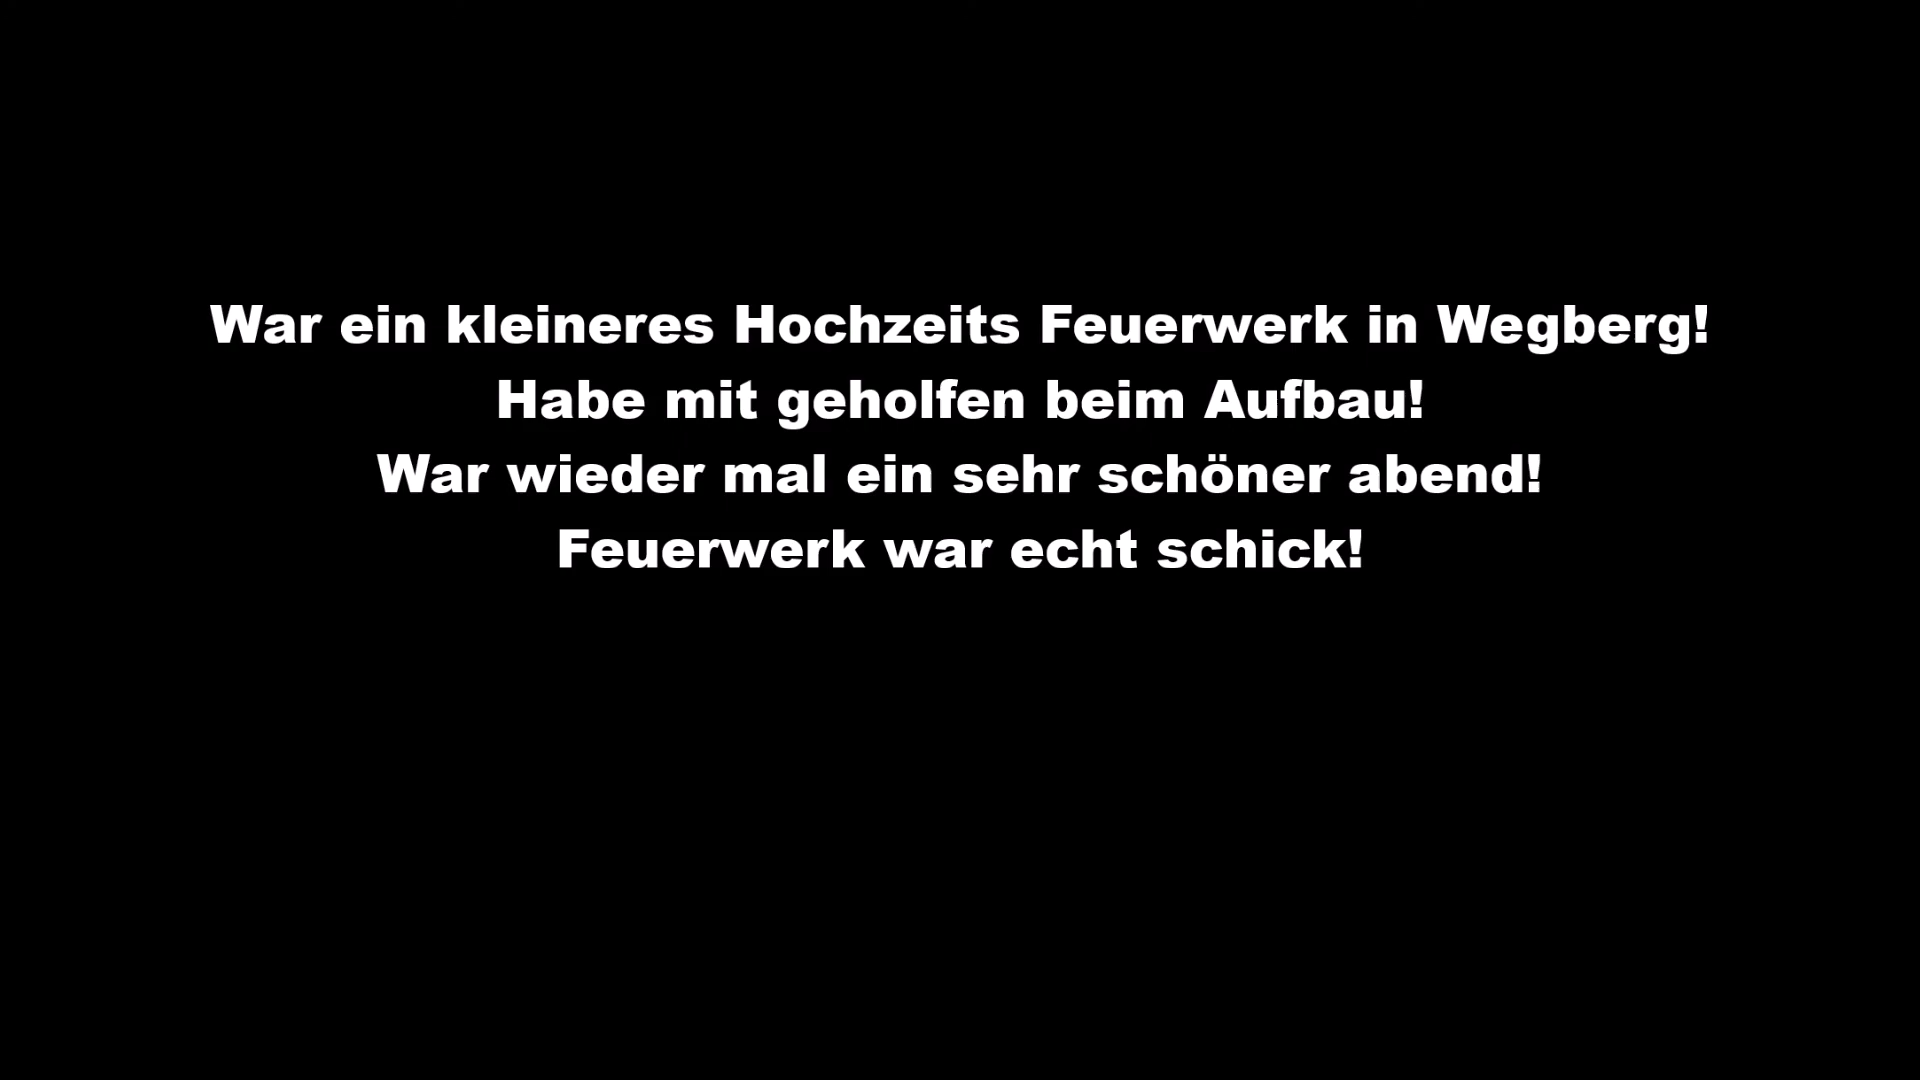 War ein kleineres Hochzeits Feuerwerk in Wegberg!
Habe mit geholfen beim Aufbau!
War wieder mal ein sehr schöner abend!
Feuerwerk war echt schick!